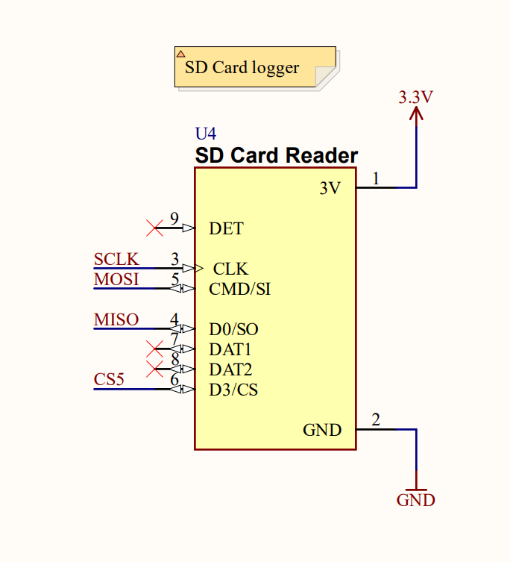 SD Card logger
3.3V
U4
SD Card Reader
3V 1
9 DET
SCLK 3 CLK
MOSI 5 CMD/SI
MISO 4 D0/SO
7 DAT1
8 DAT2
CS5 6 D3/CS
GND 2
GND